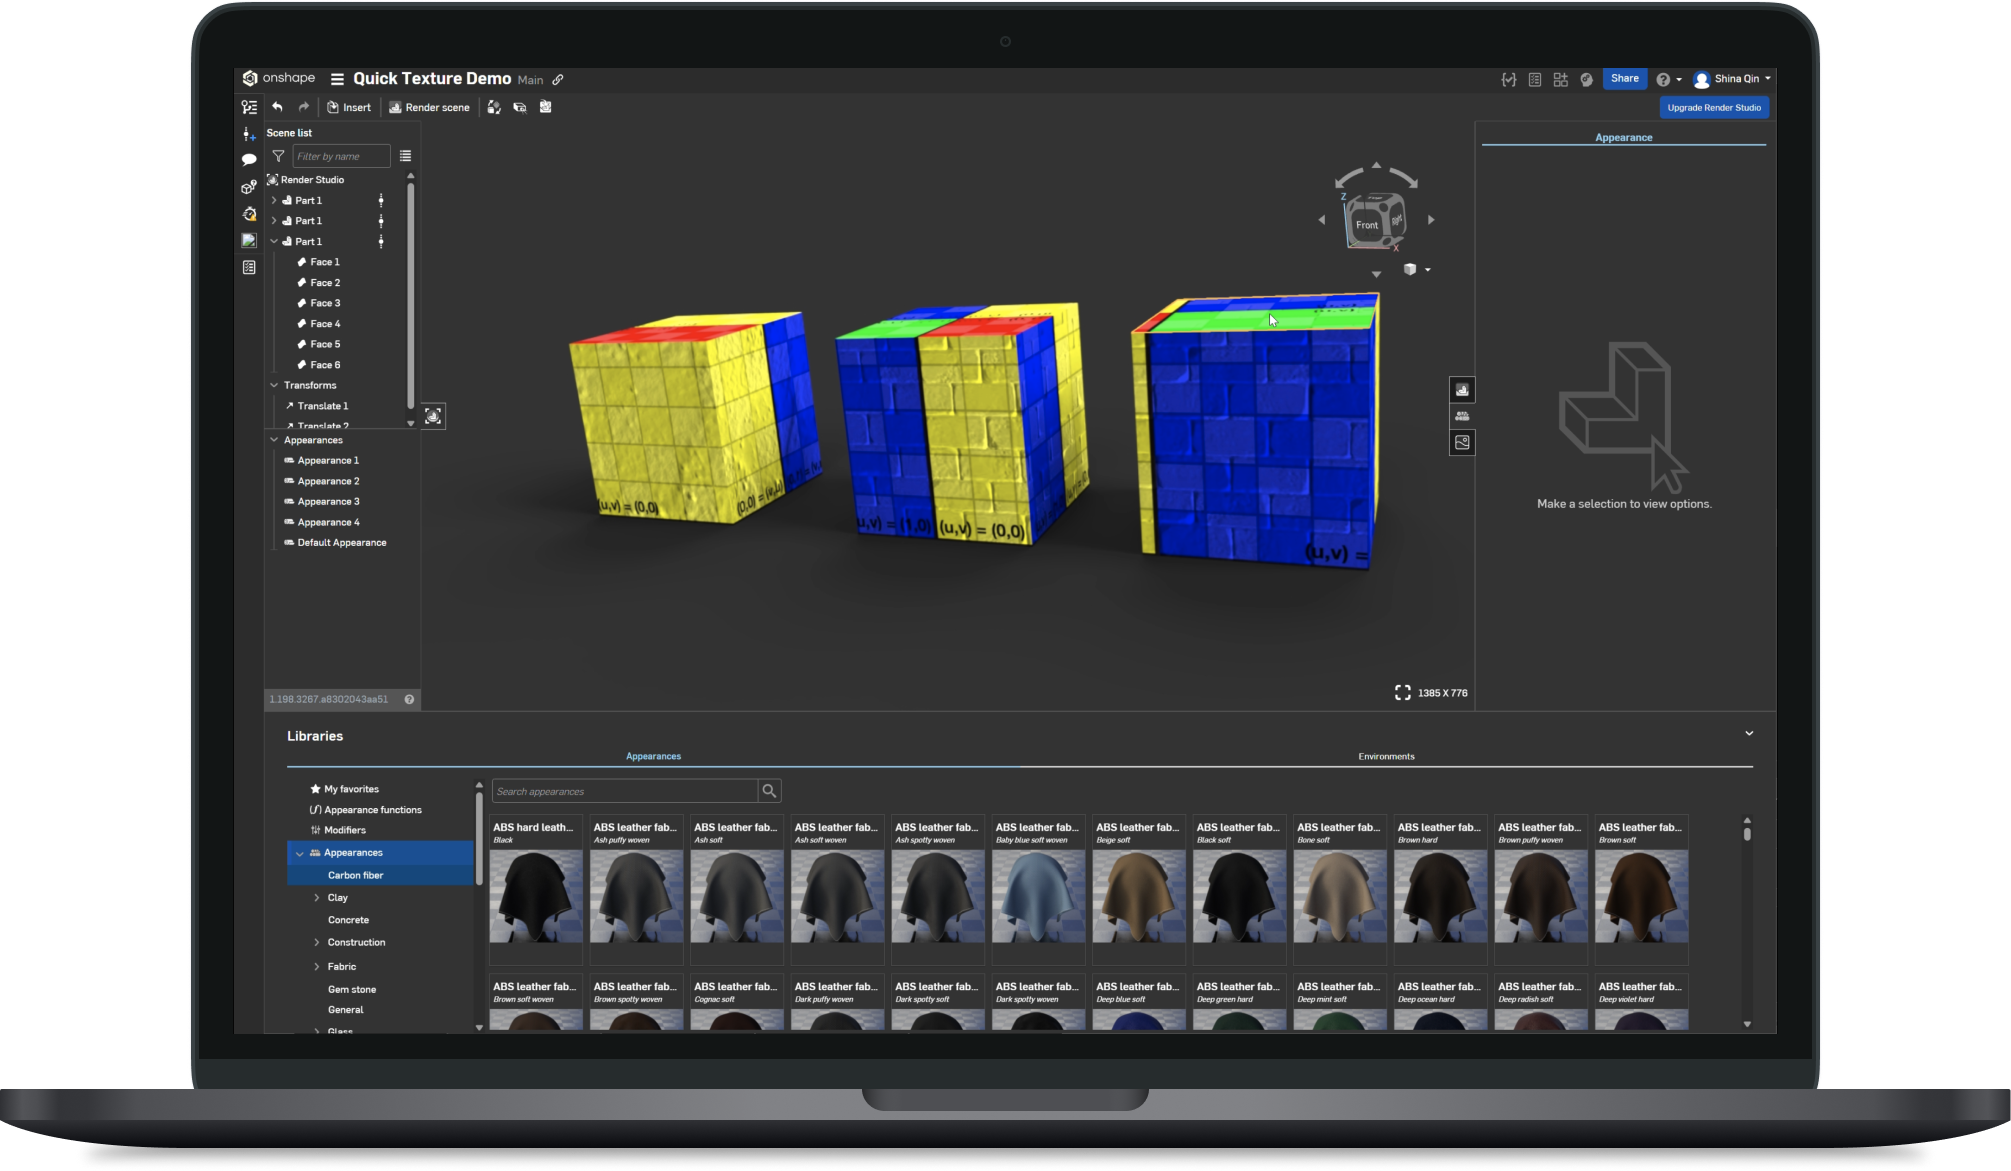 onshape Quick Texture Demo Main
Share
Shina Qin
Insert
Render scene
Upgrade Render Studio
Scene list
Filter by name
Render Studio
Part 1
Part 1
Part 1
Face 1
Face 2
Face 3
Face 4
Face 5
Face 6
Transforms
Translate 1
Translate 2
Appearances
Appearance 1
Appearance 2
Appearance 3
Appearance 4
Default Appearance
1.198.3267.a8302043aa51
Z
Front
Right
X
(u,v) = (0,0)
u,v) = (1,0)
(u,v) = (0,0)
(u,v) =
1385 X 776
Appearance
Make a selection to view options.
Libraries
Appearances
Environments
My favorites
Appearance functions
Modifiers
Appearances
Carbon fiber
Clay
Concrete
Construction
Fabric
Gem stone
General
Glass
Search appearances
ABS hard leath... ABS leather fab... ABS leather fab... ABS leather fab... ABS leather fab... ABS leather fab... ABS leather fab... ABS leather fab... ABS leather fab... ABS leather fab... ABS leather fab... ABS leather fab...
Black Ash puffy woven Ash soft Ash soft woven Ash spotty woven Baby blue soft woven Beige soft Black soft Bone soft Brown hard Brown puffy woven Brown soft
ABS leather fab... ABS leather fab... ABS leather fab... ABS leather fab... ABS leather fab... ABS leather fab... ABS leather fab... ABS leather fab... ABS leather fab... ABS leather fab... ABS leather fab... ABS leather fab...
Brown soft woven Brown spotty woven Cognac soft Dark puffy woven Dark spotty soft Dark spotty woven Deep blue soft Deep green hard Deep mint soft Deep ocean hard Deep radish soft Deep violet hard